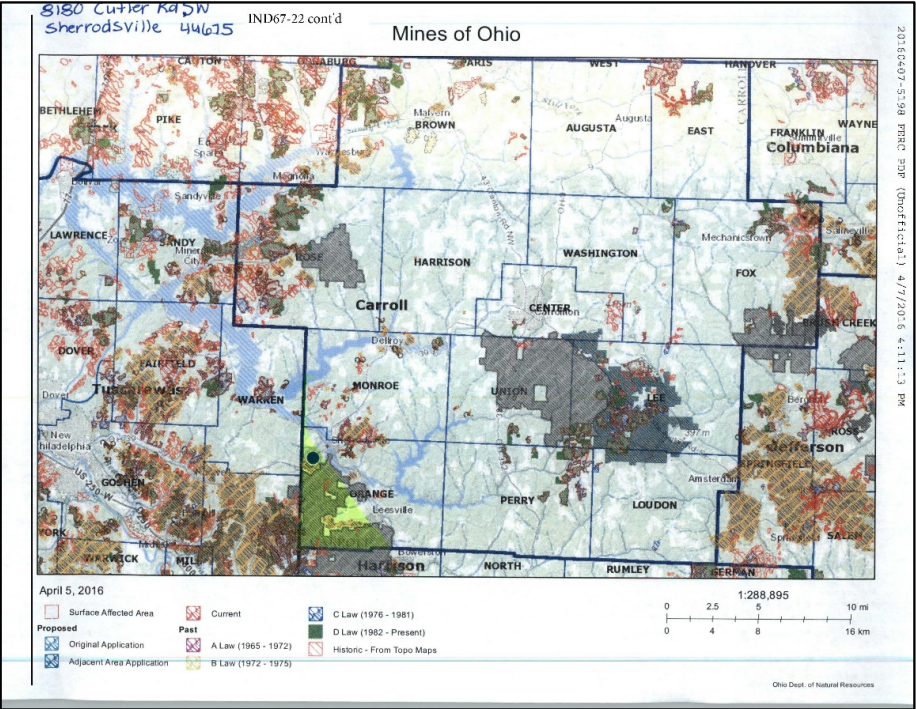 8180 Cutler Rd SW
Sherrodsville 44675
IND67-22 cont'd
Mines of Ohio
20160407-5198 FERC PDF (Unofficial) 4/7/2016 4:11:13 PM
PARIS
WEST
HANOVER
BETHLEHEM
PIKE
Malvern
BROWN
AUGUSTA
Augusta
EAST
FRANKLIN
WAYNE
Columbiana
Magnolia
Sandyville
LAWRENCE
SANDY
ROSE
HARRISON
WASHINGTON
Mechanicstown
Salineville
FOX
Carroll
CENTER
Carrollton
BRUSH CREEK
DOVER
FAIRFIELD
Dellroy
Tuscarawas
MONROE
UNION
LEE
Dover
WARREN
ROSS
New
Philadelphia
397 m
Jefferson
SPRINGFIELD
US-250-W
GOSHEN
ORANGE
Amsterdam
Leesville
PERRY
LOUDON
YORK
SALEM
WARWICK
MILL
Bowerston
Harrison
NORTH
RUMLEY
GERMAN
April 5, 2016
1:288,895
Surface Affected Area
Proposed
Original Application
Adjacent Area Application
Current
Past
A Law (1965 - 1972)
B Law (1972 - 1975)
C Law (1976 - 1981)
D Law (1982 - Present)
Historic - From Topo Maps
0 2.5 5 10 mi
0 4 8 16 km
Ohio Dept. of Natural Resources